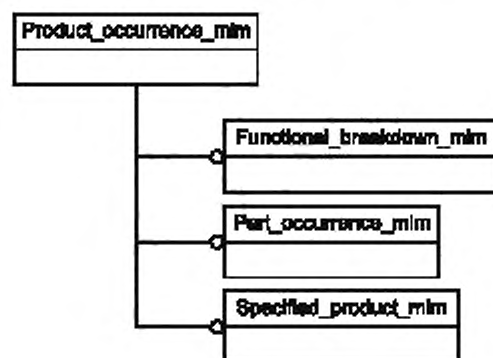 Product_occurrence_mim
Functional_breakdown_mim
Part_occurrence_mim
Specified_product_mim